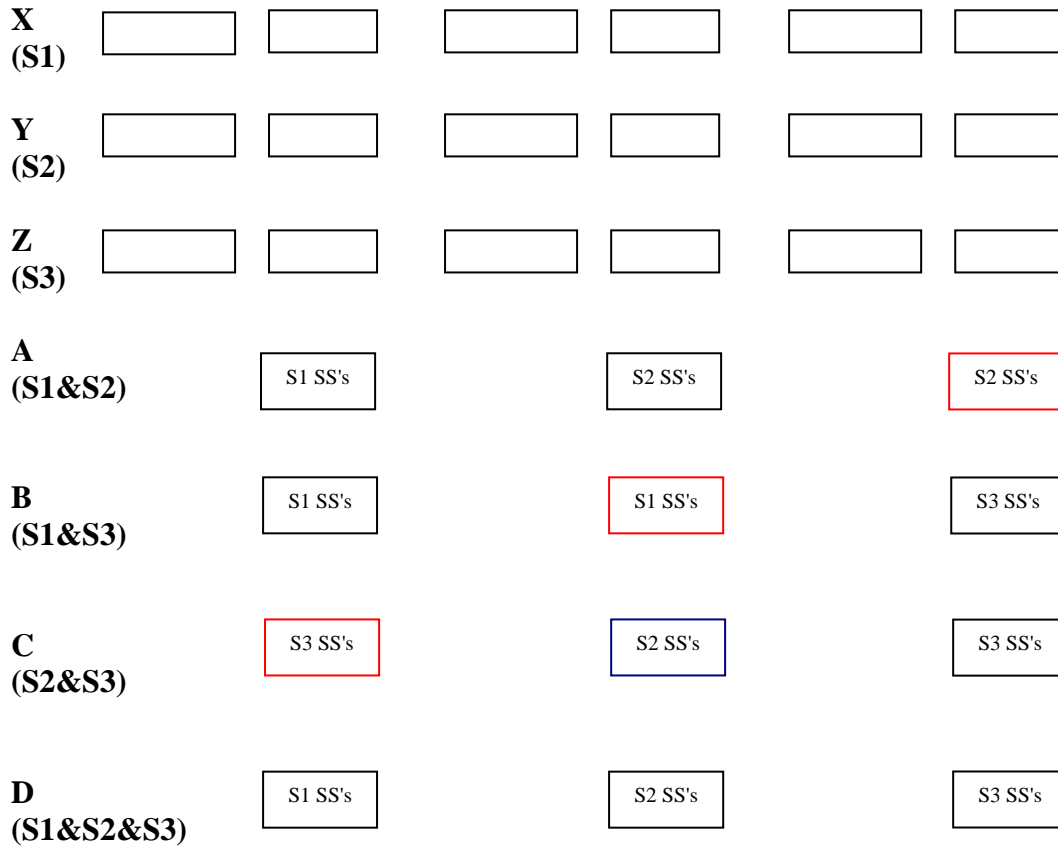 X
(S1)
Y
(S2)
Z
(S3)
A
(S1&S2)
S1 SS's
S2 SS's
S2 SS's
B
(S1&S3)
S1 SS's
S1 SS's
S3 SS's
C
(S2&S3)
S3 SS's
S2 SS's
S3 SS's
D
(S1&S2&S3)
S1 SS's
S2 SS's
S3 SS's